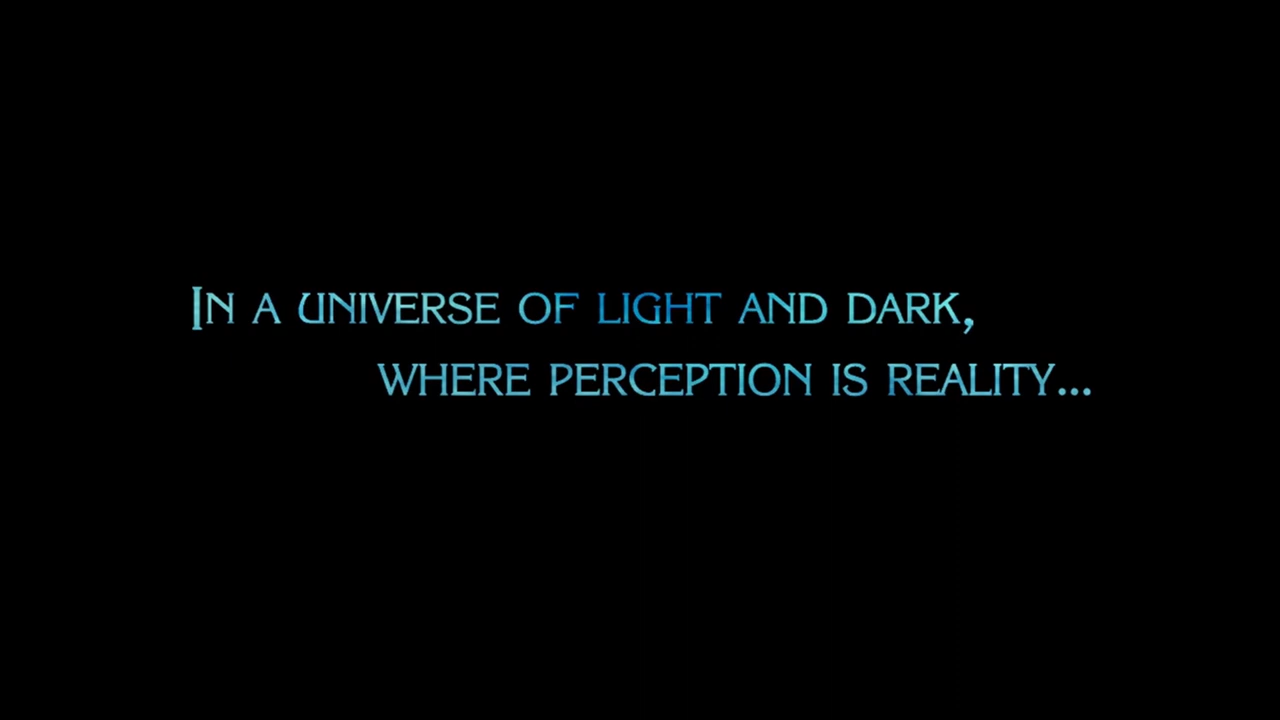 In a universe of light and dark,
where perception is reality...